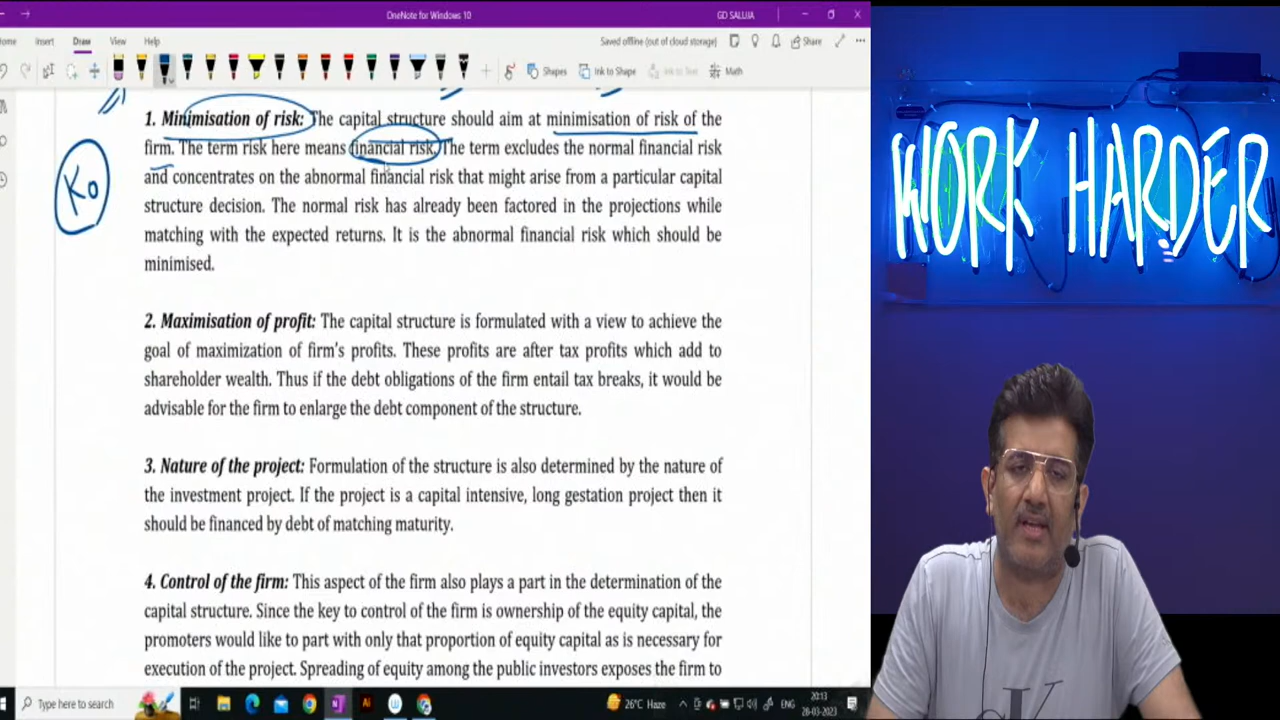 OneNote for Windows 10
GD SALUJA
Home Insert Draw View Help
Saved offline (out of cloud storage)
Share
Shapes
Ink to Shape
Ink to Text
Math
1. Minimisation of risk: The capital structure should aim at minimisation of risk of the
firm. The term risk here means financial risk. The term excludes the normal financial risk
and concentrates on the abnormal financial risk that might arise from a particular capital
structure decision. The normal risk has already been factored in the projections while
matching with the expected returns. It is the abnormal financial risk which should be
minimised.
Ko
2. Maximisation of profit: The capital structure is formulated with a view to achieve the
goal of maximization of firm's profits. These profits are after tax profits which add to
shareholder wealth. Thus if the debt obligations of the firm entail tax breaks, it would be
advisable for the firm to enlarge the debt component of the structure.
3. Nature of the project: Formulation of the structure is also determined by the nature of
the investment project. If the project is a capital intensive, long gestation project then it
should be financed by debt of matching maturity.
4. Control of the firm: This aspect of the firm also plays a part in the determination of the
capital structure. Since the key to control of the firm is ownership of the equity capital, the
promoters would like to part with only that proportion of equity capital as is necessary for
execution of the project. Spreading of equity among the public investors exposes the firm to
WORK HARDER
CK
Type here to search
26°C Haze
ENG
20:13
28-03-2023